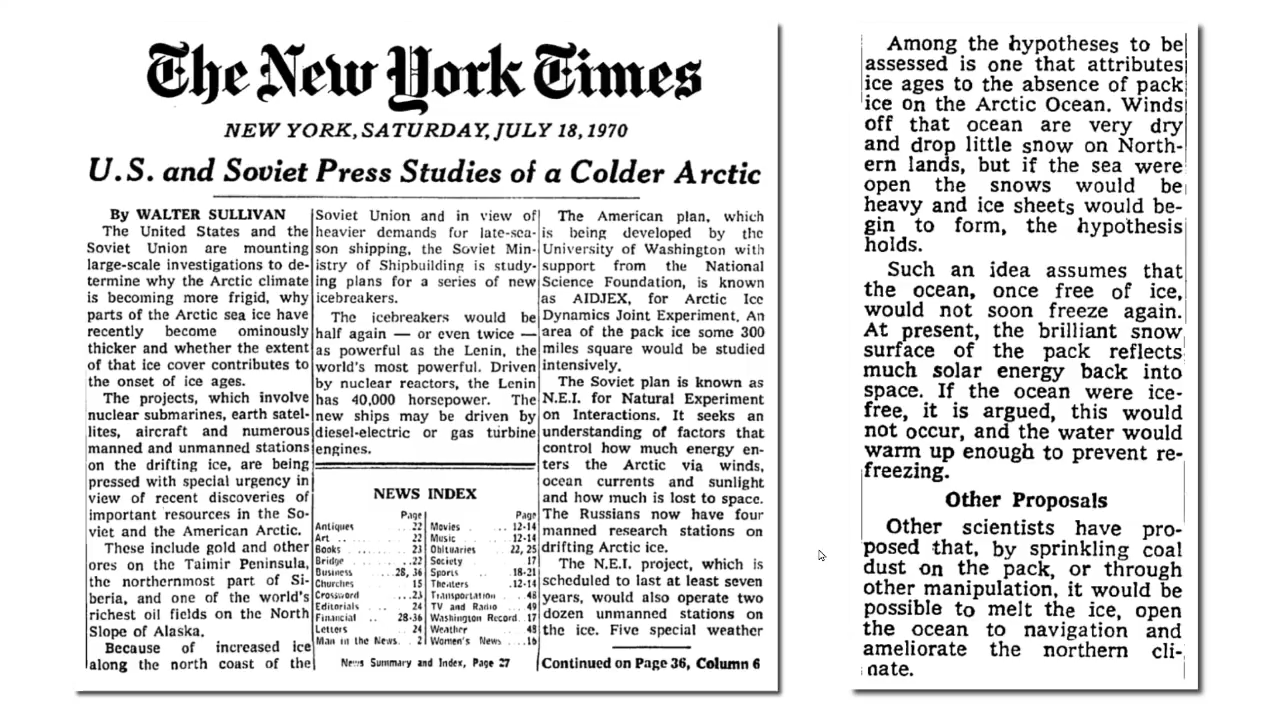 The New York Times
NEW YORK, SATURDAY, JULY 18, 1970
U.S. and Soviet Press Studies of a Colder Arctic
By WALTER SULLIVAN
The United States and the
Soviet Union are mounting
large-scale investigations to de-
termine why the Arctic climate
is becoming more frigid, why
parts of the Arctic sea ice have
recently become ominously
thicker and whether the extent
of that ice cover contributes to
the onset of ice ages.
The projects, which involve
nuclear submarines, earth satel-
lites, aircraft and numerous
manned and unmanned stations
on the drifting ice, are being
pressed with special urgency in
view of recent discoveries of
important resources in the So-
viet and the American Arctic.
These include gold and other
ores on the Taimir Peninsula,
the northernmost part of Si-
beria, and one of the world's
richest oil fields on the North
Slope of Alaska.
Because of increased ice
along the north coast of the
Soviet Union and in view of
heavier demands for late-sea-
son shipping, the Soviet Min-
istry of Shipbuilding is study-
ing plans for a series of new
icebreakers.
The icebreakers would be
half again — or even twice —
as powerful as the Lenin, the
world's most powerful. Driven
by nuclear reactors, the Lenin
has 40,000 horsepower. The
new ships may be driven by
diesel-electric or gas turbine
engines.
NEWS INDEX
Page
Antiques .. 22
Art .. 22
Books .... 23
Bridge ...22
Business ...28, 36
Churches 15
Crossword ....23
Editorials .. 24
Financial .. 28-36
Letters .. 24
Man in the News. 2
Page
Movies .. 12-14
Music .. 12-14
Obituaries .. 22, 25
Society 17
Sports .. 18-21
Theaters ..12-14
Transportation ..48
TV and Radio ..49
Washington Record .17
Weather .. 48
Women's News ...16
News Summary and Index, Page 27
The American plan, which
is being developed by the
University of Washington with
support from the National
Science Foundation, is known
as AIDJEX, for Arctic Ice
Dynamics Joint Experiment. An
area of the pack ice some 300
miles square would be studied
intensively.
The Soviet plan is known as
N.E.I. for Natural Experiment
on Interactions. It seeks an
understanding of factors that
control how much energy en-
ters the Arctic via winds,
ocean currents and sunlight
and how much is lost to space.
The Russians now have four
manned research stations on
drifting Arctic ice.
The N.E.I. project, which is
scheduled to last at least seven
years, would also operate two
dozen unmanned stations on
the ice. Five special weather
Continued on Page 36, Column 6
Among the hypotheses to be
assessed is one that attributes
ice ages to the absence of pack
ice on the Arctic Ocean. Winds
off that ocean are very dry
and drop little snow on North-
ern lands, but if the sea were
open the snows would be
heavy and ice sheets would be-
gin to form, the hypothesis
holds.
Such an idea assumes that
the ocean, once free of ice,
would not soon freeze again.
At present, the brilliant snow
surface of the pack reflects
much solar energy back into
space. If the ocean were ice-
free, it is argued, this would
not occur, and the water would
warm up enough to prevent re-
freezing.
Other Proposals
Other scientists have pro-
posed that, by sprinkling coal
dust on the pack, or through
other manipulation, it would be
possible to melt the ice, open
the ocean to navigation and
ameliorate the northern cli-
mate.